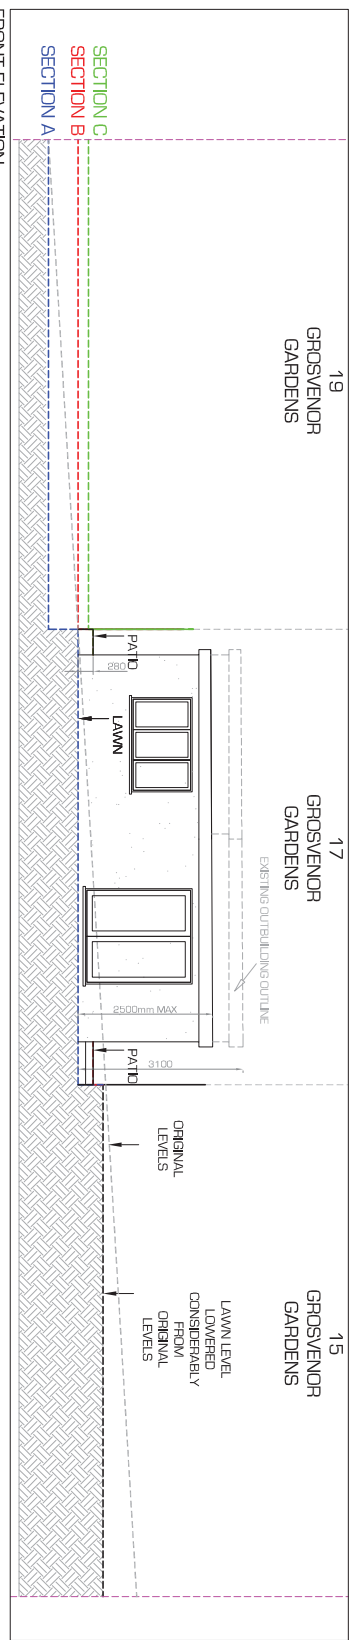 19
GROSVENOR
GARDENS
17
GROSVENOR
GARDENS
15
GROSVENOR
GARDENS
EXISTING OUTBUILDING OUTLINE
SECTION C
SECTION B
SECTION A
PATIO
280
LAWN
2500mm MAX
3100
PATIO
ORIGINAL
LEVELS
LAWN LEVEL
LOWERED
CONSIDERABLY
FROM
ORIGINAL
LEVELS
FRONT ELEVATION